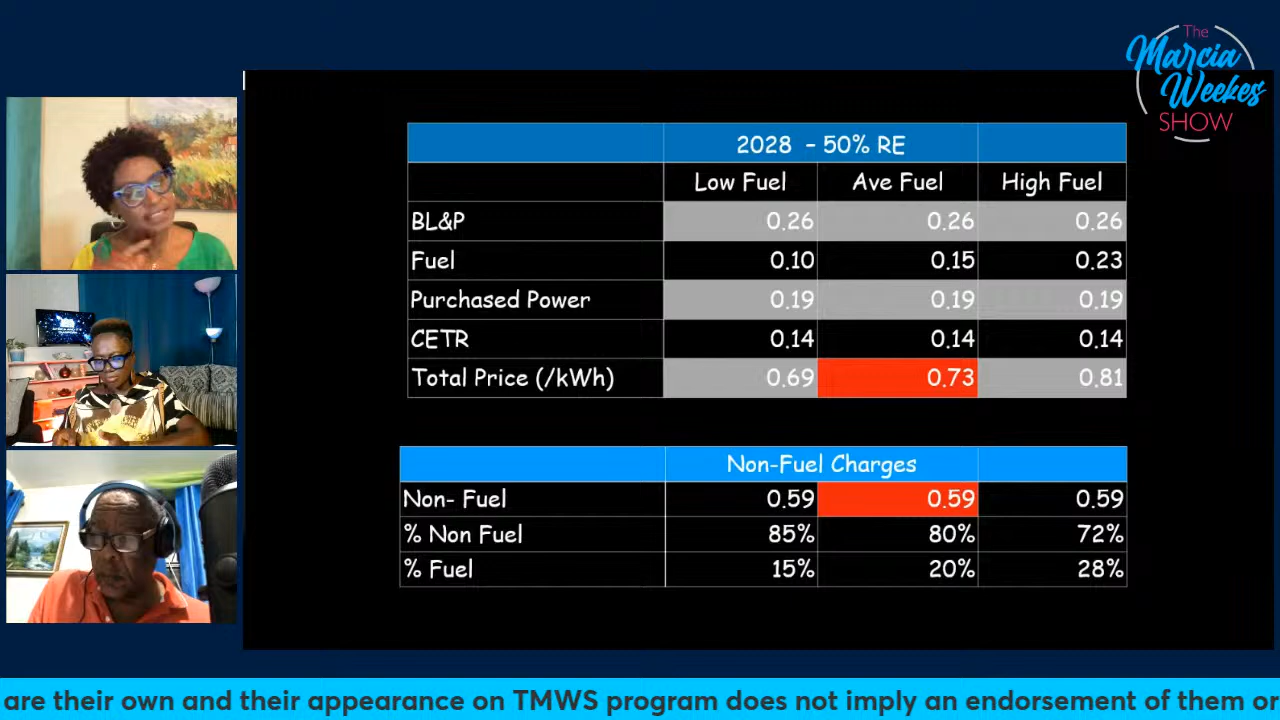 The
Marcia
Weekes
SHOW
2028 - 50% RE
Low Fuel Ave Fuel High Fuel
BL&P 0.26 0.26 0.26
Fuel 0.10 0.15 0.23
Purchased Power 0.19 0.19 0.19
CETR 0.14 0.14 0.14
Total Price (/kWh) 0.69 0.73 0.81
Non-Fuel Charges
Non- Fuel 0.59 0.59 0.59
% Non Fuel 85% 80% 72%
% Fuel 15% 20% 28%
are their own and their appearance on TMWS program does not imply an endorsement of them or